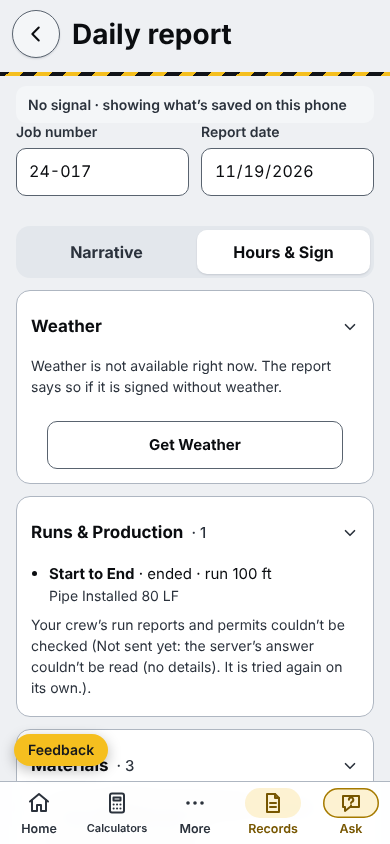 Daily report
No signal · showing what's saved on this phone
Job number
Report date
24-017
11/19/2026
Narrative
Hours & Sign
Weather
Weather is not available right now. The report
says so if it is signed without weather.
Get Weather
Runs & Production · 1
• Start to End · ended · run 100 ft
Pipe Installed 80 LF
Your crew's run reports and permits couldn't be
checked (Not sent yet: the server's answer
couldn't be read (no details). It is tried again on
its own.).
Feedback
Materials · 3
Home
Calculators
More
Records
Ask